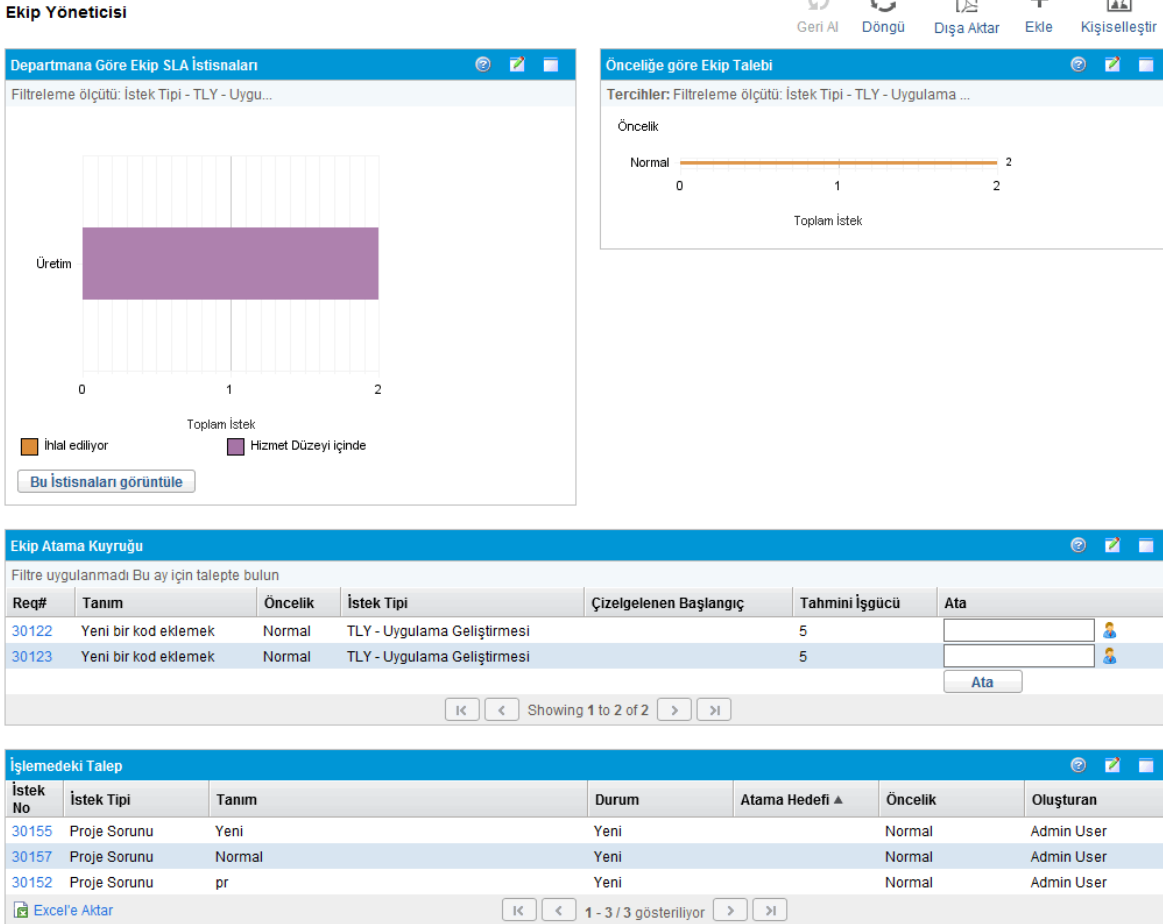 Ekip Yöneticisi
Geri Al Döngü Dışa Aktar Ekle Kişiselleştir
Departmana Göre Ekip SLA İstisnaları
Filtreleme ölçütü: İstek Tipi - TLY - Uygu...
Üretim
0 1 2
Toplam İstek
İhlal ediliyor Hizmet Düzeyi içinde
Bu İstisnaları görüntüle
Önceliğe göre Ekip Talebi
Tercihler: Filtreleme ölçütü: İstek Tipi - TLY - Uygulama ...
Öncelik
Normal 2
0 1 2
Toplam İstek
Ekip Atama Kuyruğu
Filtre uygulanmadı Bu ay için talepte bulun
Req# Tanım Öncelik İstek Tipi Çizelgelenen Başlangıç Tahmini İşgücü Ata
30122 Yeni bir kod eklemek Normal TLY - Uygulama Geliştirmesi 5
30123 Yeni bir kod eklemek Normal TLY - Uygulama Geliştirmesi 5
Ata
Showing 1 to 2 of 2
İşlemedeki Talep
İstek No İstek Tipi Tanım Durum Atama Hedefi ▲ Öncelik Oluşturan
30155 Proje Sorunu Yeni Yeni Normal Admin User
30157 Proje Sorunu Normal Yeni Normal Admin User
30152 Proje Sorunu pr Yeni Normal Admin User
Excel'e Aktar 1 - 3 / 3 gösteriliyor